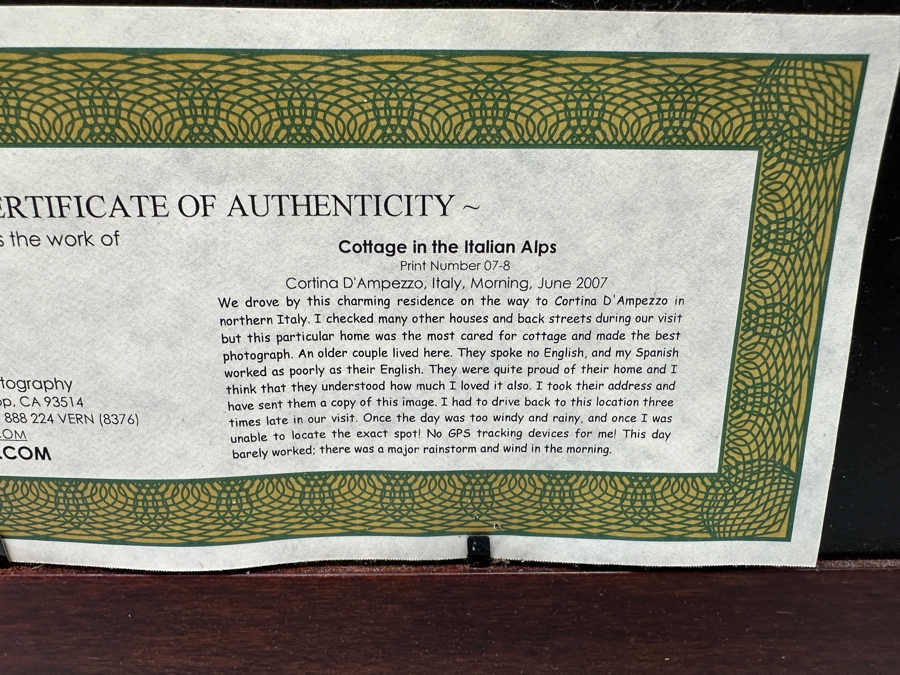 ERTIFICATE OF AUTHENTICITY ~
s the work of
Cottage in the Italian Alps
Print Number 07-8
Cortina D'Ampezzo, Italy, Morning, June 2007
We drove by this charming residence on the way to Cortina D'Ampezzo in
northern Italy. I checked many other houses and back streets during our visit
but this particular home was the most cared for cottage and made the best
photograph. An older couple lived here. They spoke no English, and my Spanish
worked as poorly as their English. They were quite proud of their home and I
think that they understood how much I loved it also. I took their address and
have sent them a copy of this image. I had to drive back to this location three
times late in our visit. Once the day was too windy and rainy, and once I was
unable to locate the exact spot! No GPS tracking devices for me! This day
barely worked; there was a major rainstorm and wind in the morning.
tography
op, CA 93514
888 224 VERN (8376)
.OM
.COM